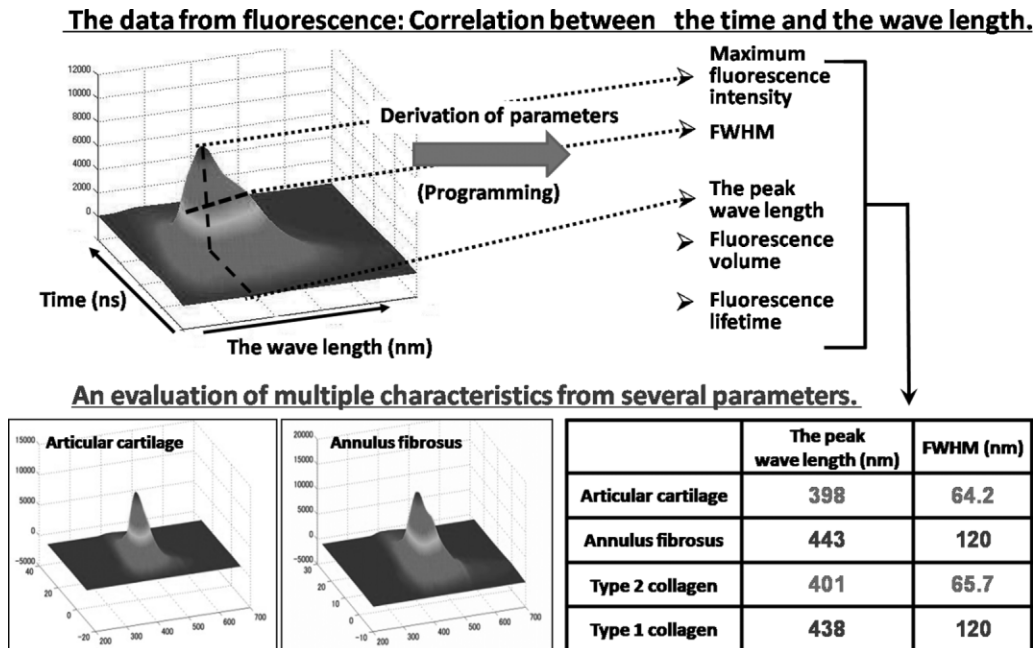 The data from fluorescence: Correlation between the time and the wave length.
12000
10000
8000
6000
4000
2000
0
Time (ns)
The wave length (nm)
Derivation of parameters
(Programming)
➢ Maximum
fluorescence
intensity
➢ FWHM
➢ The peak
wave length
➢ Fluorescence
volume
➢ Fluorescence
lifetime
An evaluation of multiple characteristics from several parameters.
Articular cartilage
15000
10000
5000
0
-5000
40
20
0
-20
200 300 400 500 600 700
Annulus fibrosus
20000
15000
10000
5000
0
-5000
30
20
10
0
-10
200 300 400 500 600 700
The peak
wave length (nm) FWHM (nm)
Articular cartilage 398 64.2
Annulus fibrosus 443 120
Type 2 collagen 401 65.7
Type 1 collagen 438 120